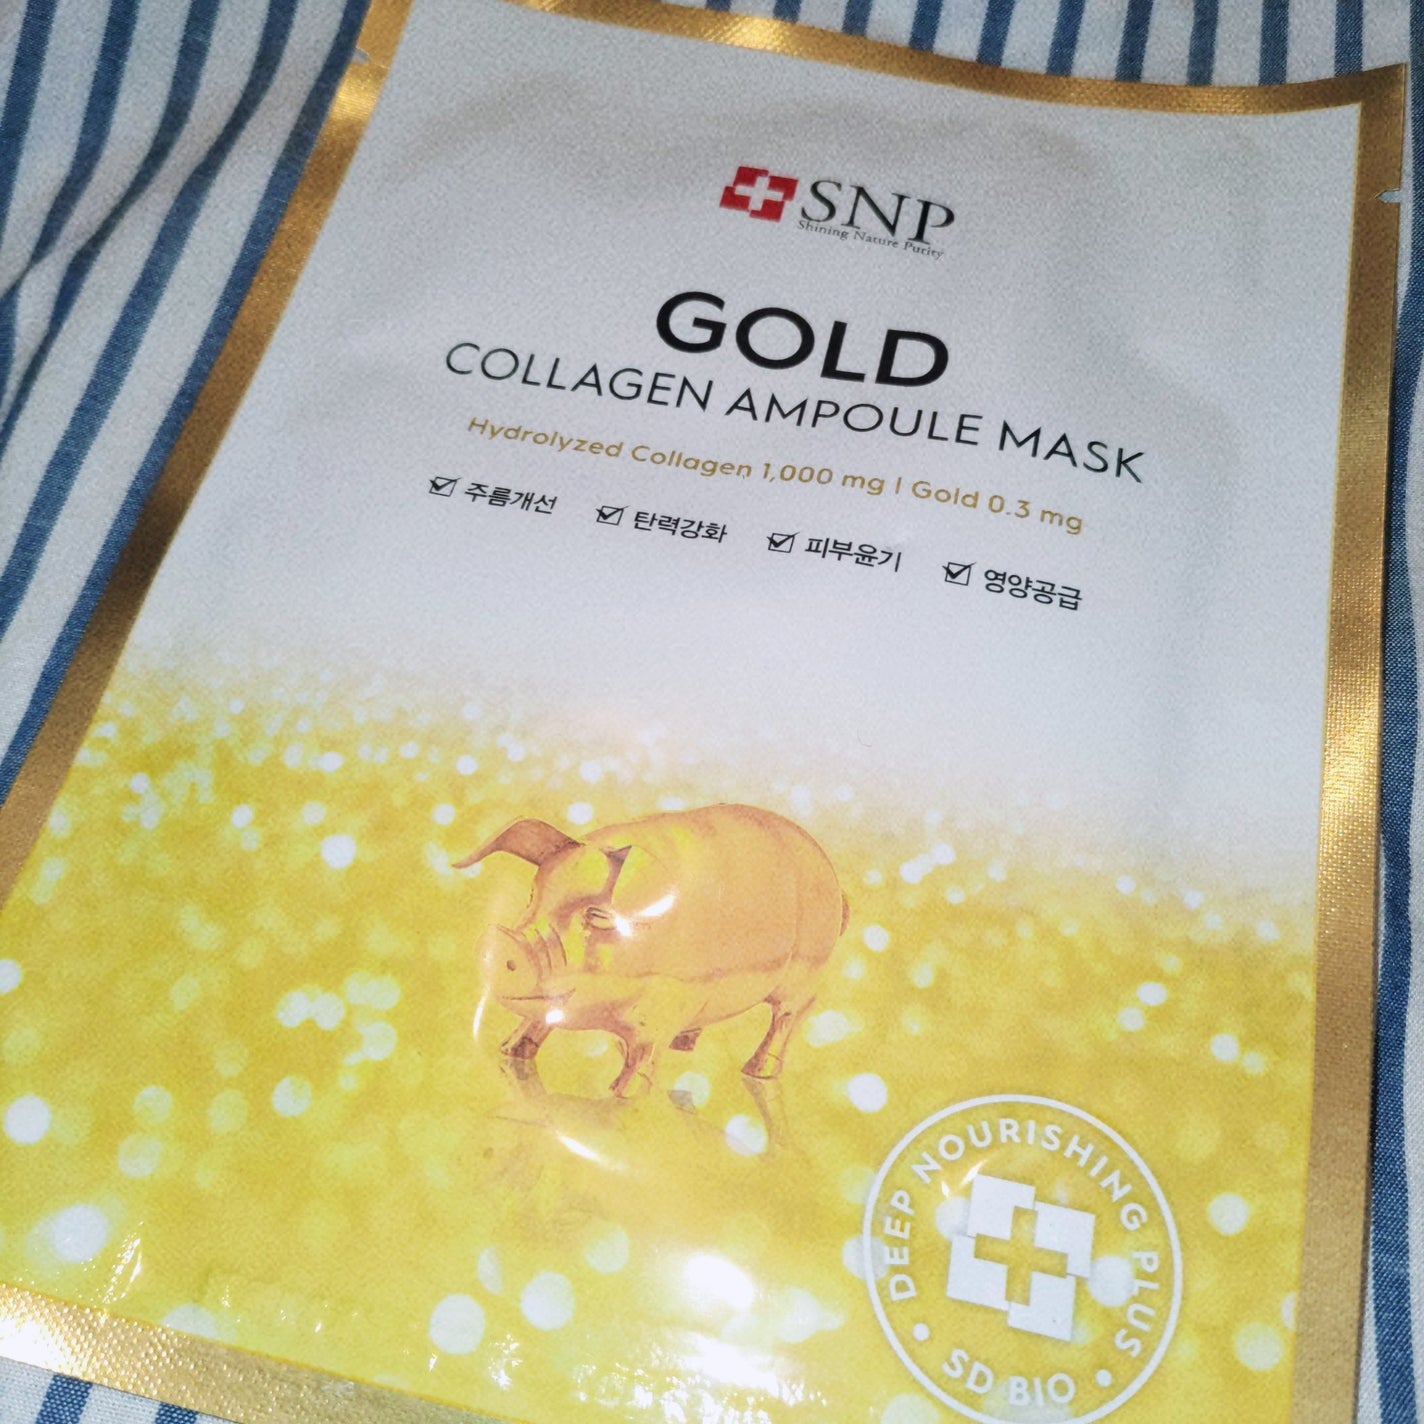 SNP
Shining Nature Purity
GOLD
COLLAGEN AMPOULE MASK
Hydrolyzed Collagen 1,000 mg | Gold 0.3 mg
주름개선 탄력강화 피부윤기 영양공급
DEEP NOURISHING PLUS
SD BIO